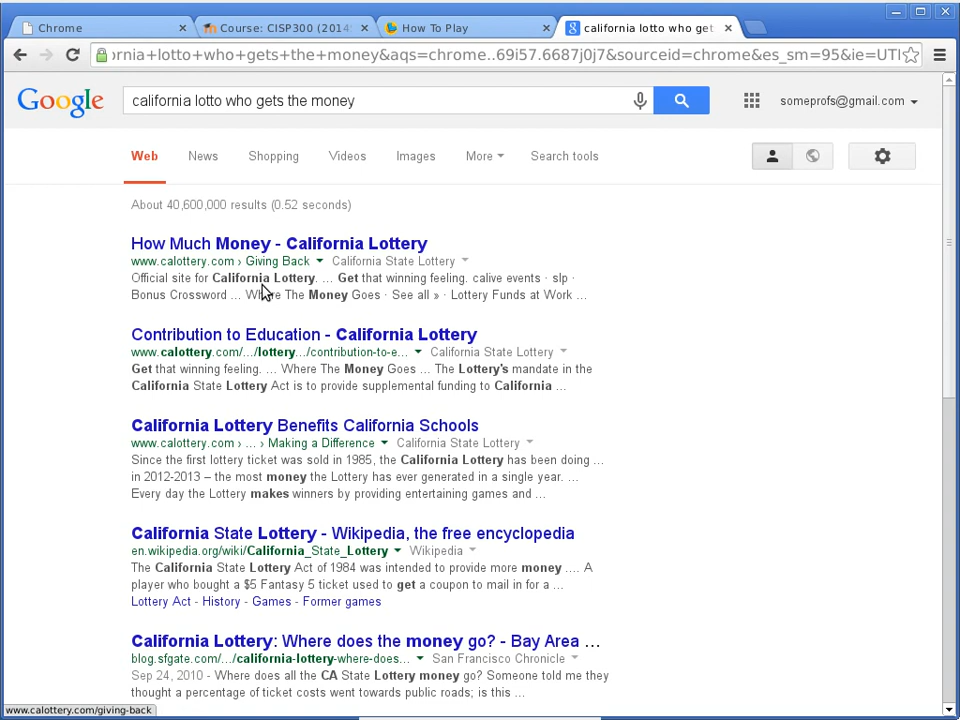 Chrome
Course: CISP300 (2014
How To Play
california lotto who get
ornia+lotto+who+gets+the+money&aqs=chrome..69i57.6687j0j7&sourceid=chrome&es_sm=95&ie=UT
Google
california lotto who gets the money
someprofs@gmail.com
Web News Shopping Videos Images More Search tools
About 40,600,000 results (0.52 seconds)
How Much Money - California Lottery
www.calottery.com › Giving Back California State Lottery
Official site for California Lottery. ... Get that winning feeling. calive events · slp ·
Bonus Crossword ... Where The Money Goes · See all » · Lottery Funds at Work ...
Contribution to Education - California Lottery
www.calottery.com/.../lottery.../contribution-to-e... California State Lottery
Get that winning feeling. ... Where The Money Goes ... The Lottery's mandate in the
California State Lottery Act is to provide supplemental funding to California ...
California Lottery Benefits California Schools
www.calottery.com › ... › Making a Difference California State Lottery
Since the first lottery ticket was sold in 1985, the California Lottery has been doing ...
in 2012-2013 – the most money the Lottery has ever generated in a single year. ...
Every day the Lottery makes winners by providing entertaining games and ...
California State Lottery - Wikipedia, the free encyclopedia
en.wikipedia.org/wiki/California_State_Lottery Wikipedia
The California State Lottery Act of 1984 was intended to provide more money .... A
player who bought a $5 Fantasy 5 ticket used to get a coupon to mail in for a ...
Lottery Act - History - Games - Former games
California Lottery: Where does the money go? - Bay Area ...
blog.sfgate.com/.../california-lottery-where-does... San Francisco Chronicle
Sep 24, 2010 - Where does all the CA State Lottery money go? Someone told me they
thought a percentage of ticket costs went towards public roads; is this ...
www.calottery.com/giving-back